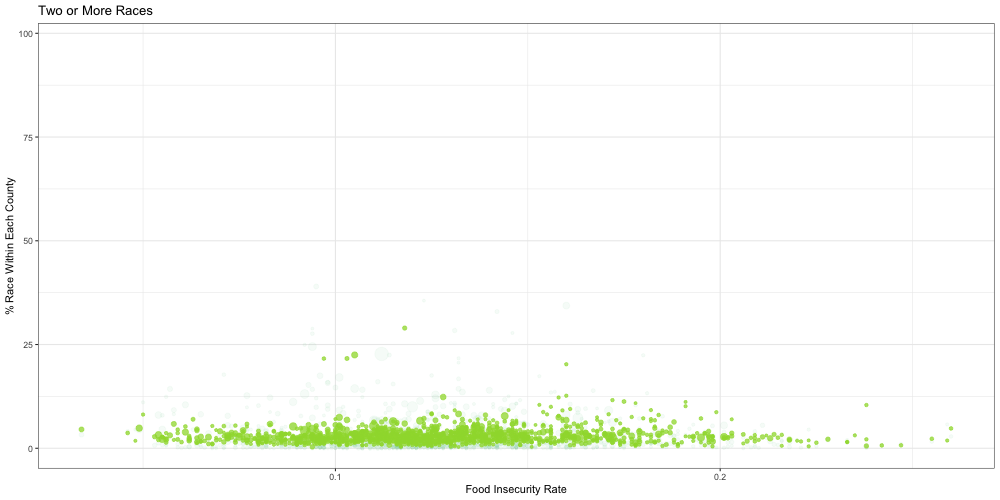 Two or More Races
100
75
50
25
0
% Race Within Each County
0.1
0.2
Food Insecurity Rate